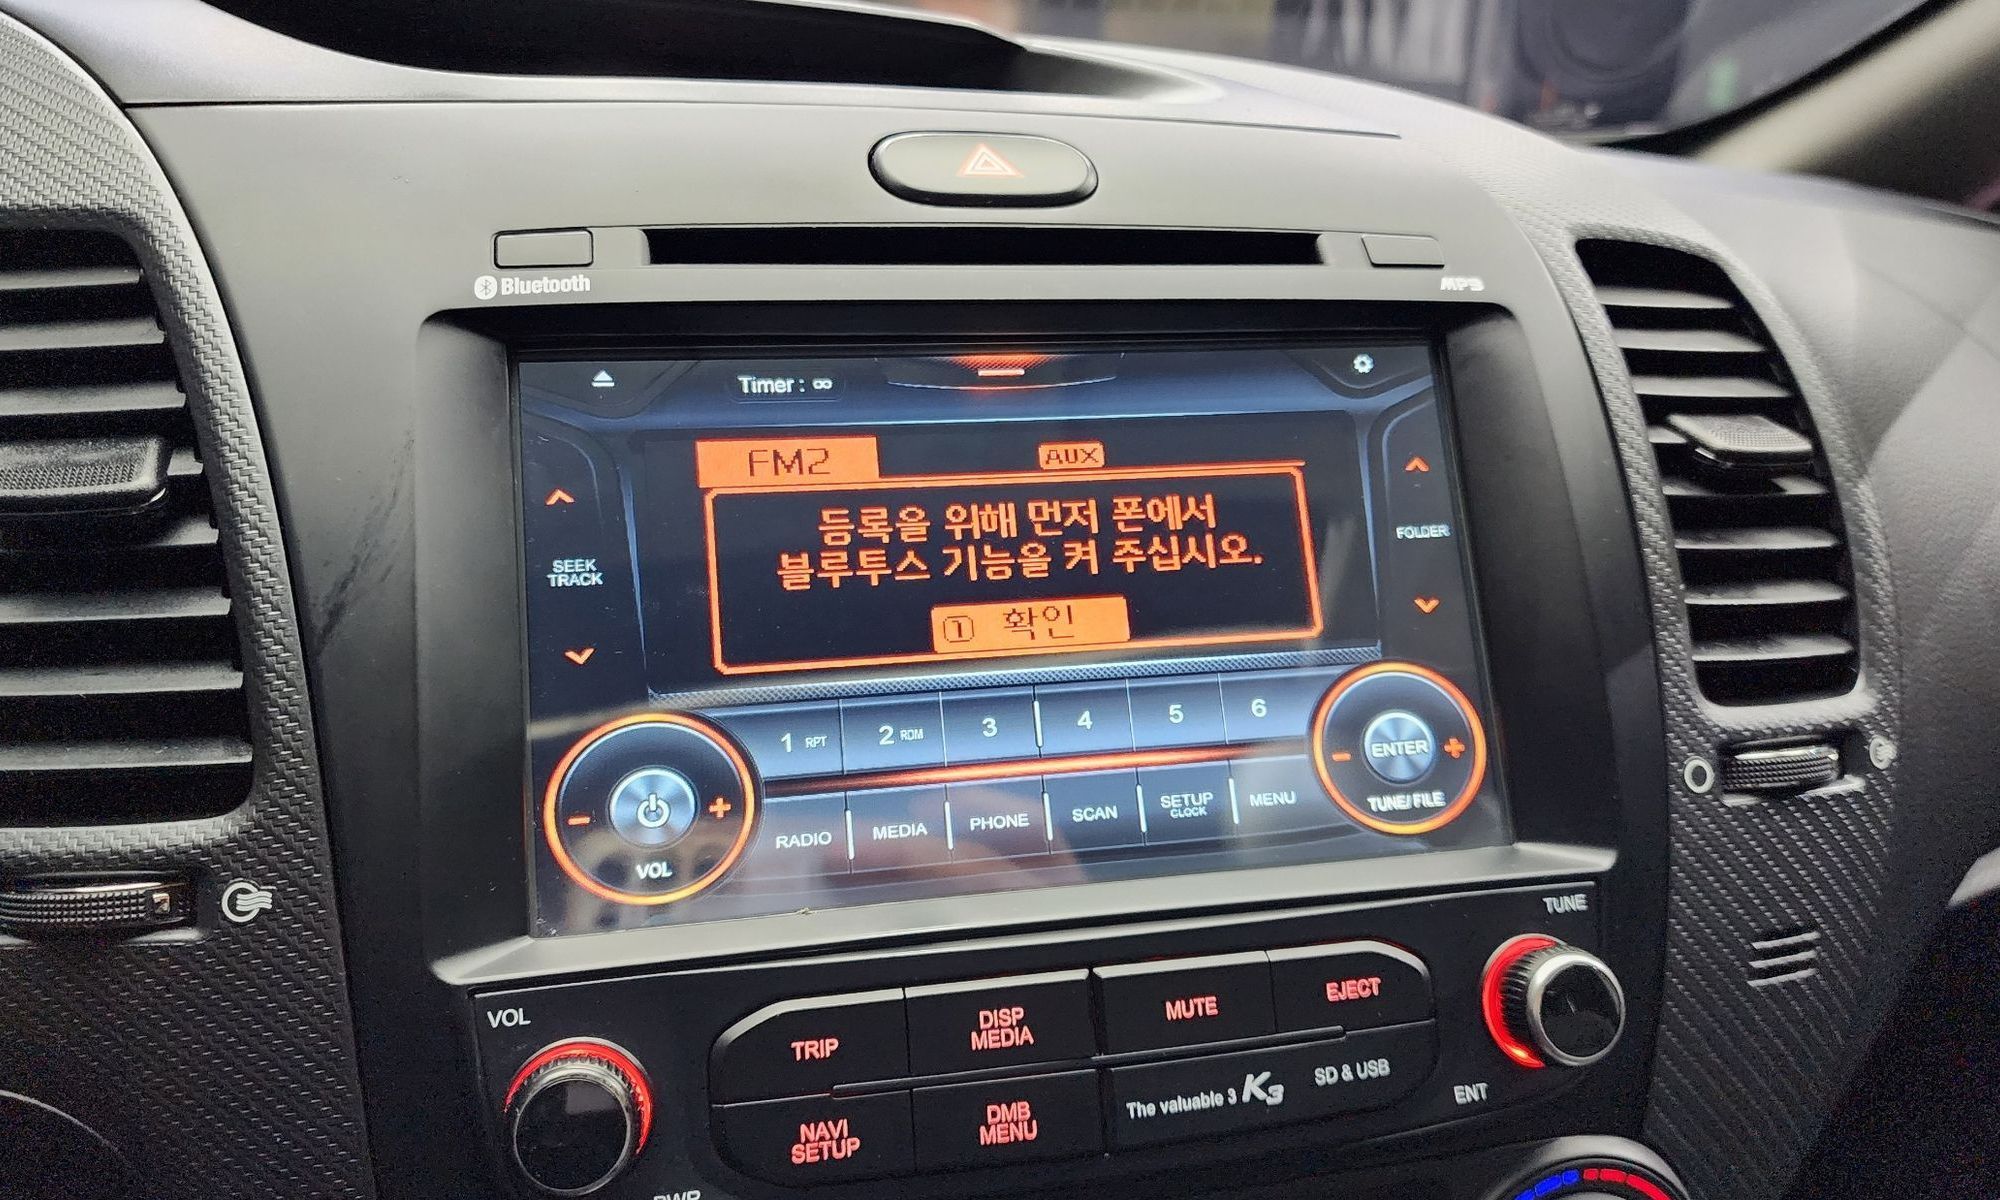 Bluetooth
MP3
Timer : ∞
FM2
AUX
등록을 위해 먼저 폰에서
블루투스 기능을 켜 주십시오.
1 확인
SEEK
TRACK
FOLDER
1 RPT
2 RDM
3
4
5
6
VOL
ENTER
TUNE/FILE
RADIO
MEDIA
PHONE
SCAN
SETUP
CLOCK
MENU
VOL
TUNE
TRIP
DISP
MEDIA
MUTE
EJECT
NAVI
SETUP
DMB
MENU
The valuable 3 K3
SD & USB
ENT
PWR